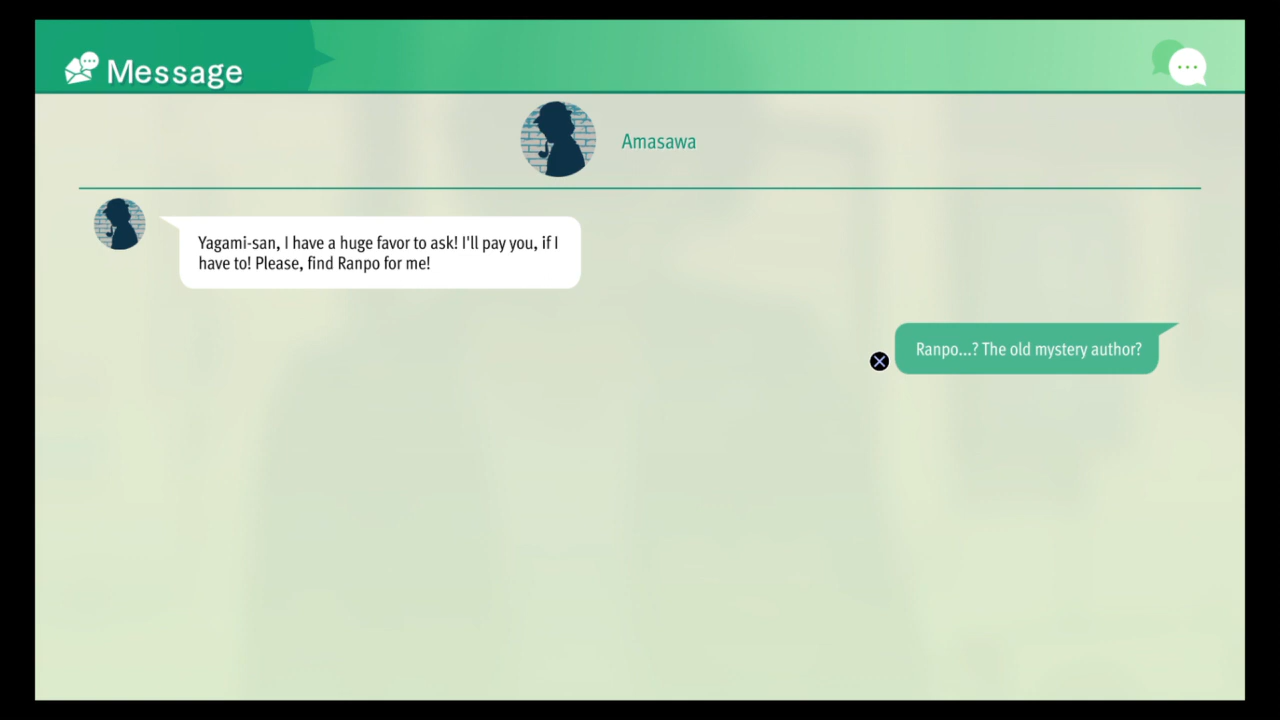 Message
Amasawa
Yagami-san, I have a huge favor to ask! I'll pay you, if I
have to! Please, find Ranpo for me!
Ranpo...? The old mystery author?